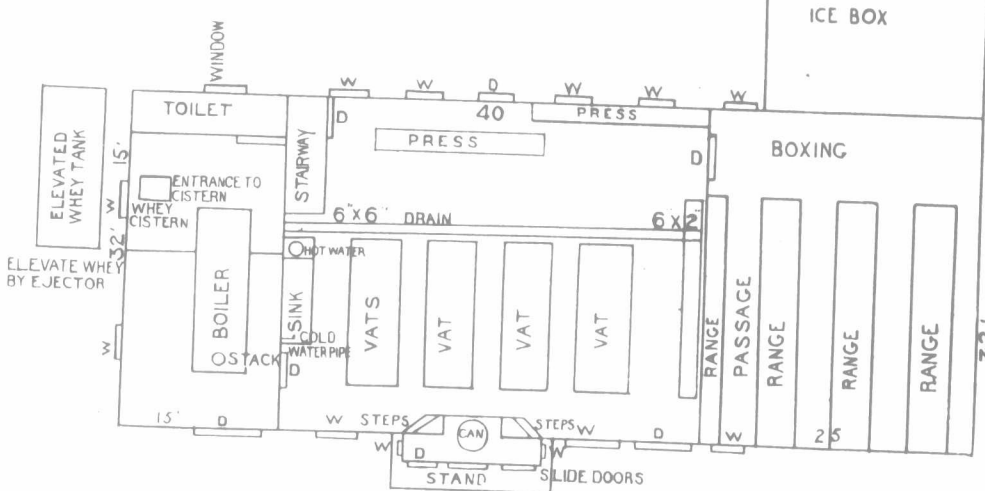 ICE BOX
WINDOW
W
W
D
W
W
W
TOILET
D
40
PRESS
PRESS
BOXING
D
ELEVATED
WHEY TANK
15'
W
32'
STAIRWAY
ENTRANCE TO
CISTERN
WHEY
CISTERN
6"X6"
DRAIN
6X2"
ELEVATE WHEY
BY EJECTOR
HOT WATER
BOILER
SINK
VATS
VAT
VAT
VAT
RANGE
PASSAGE
RANGE
RANGE
RANGE
32'
W
STACK
COLD
WATER PIPE
D
15'
D
W
STEPS
CAN
STEPS
W
D
W
25
W
D
W
STAND
SLIDE DOORS